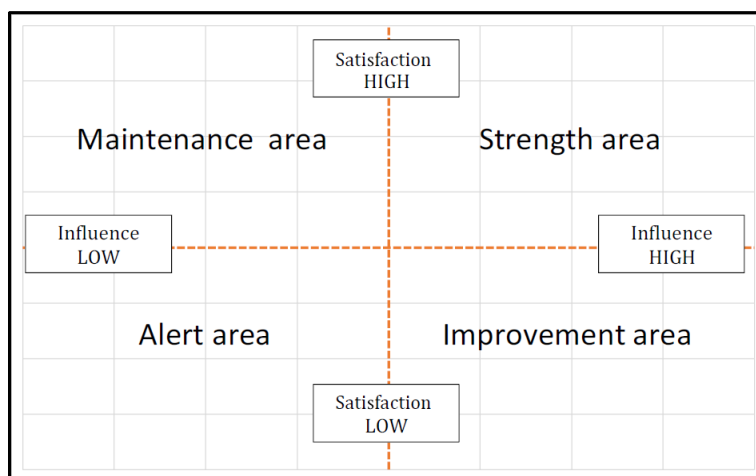 Satisfaction
HIGH
Maintenance area
Strength area
Influence
LOW
Influence
HIGH
Alert area
Improvement area
Satisfaction
LOW